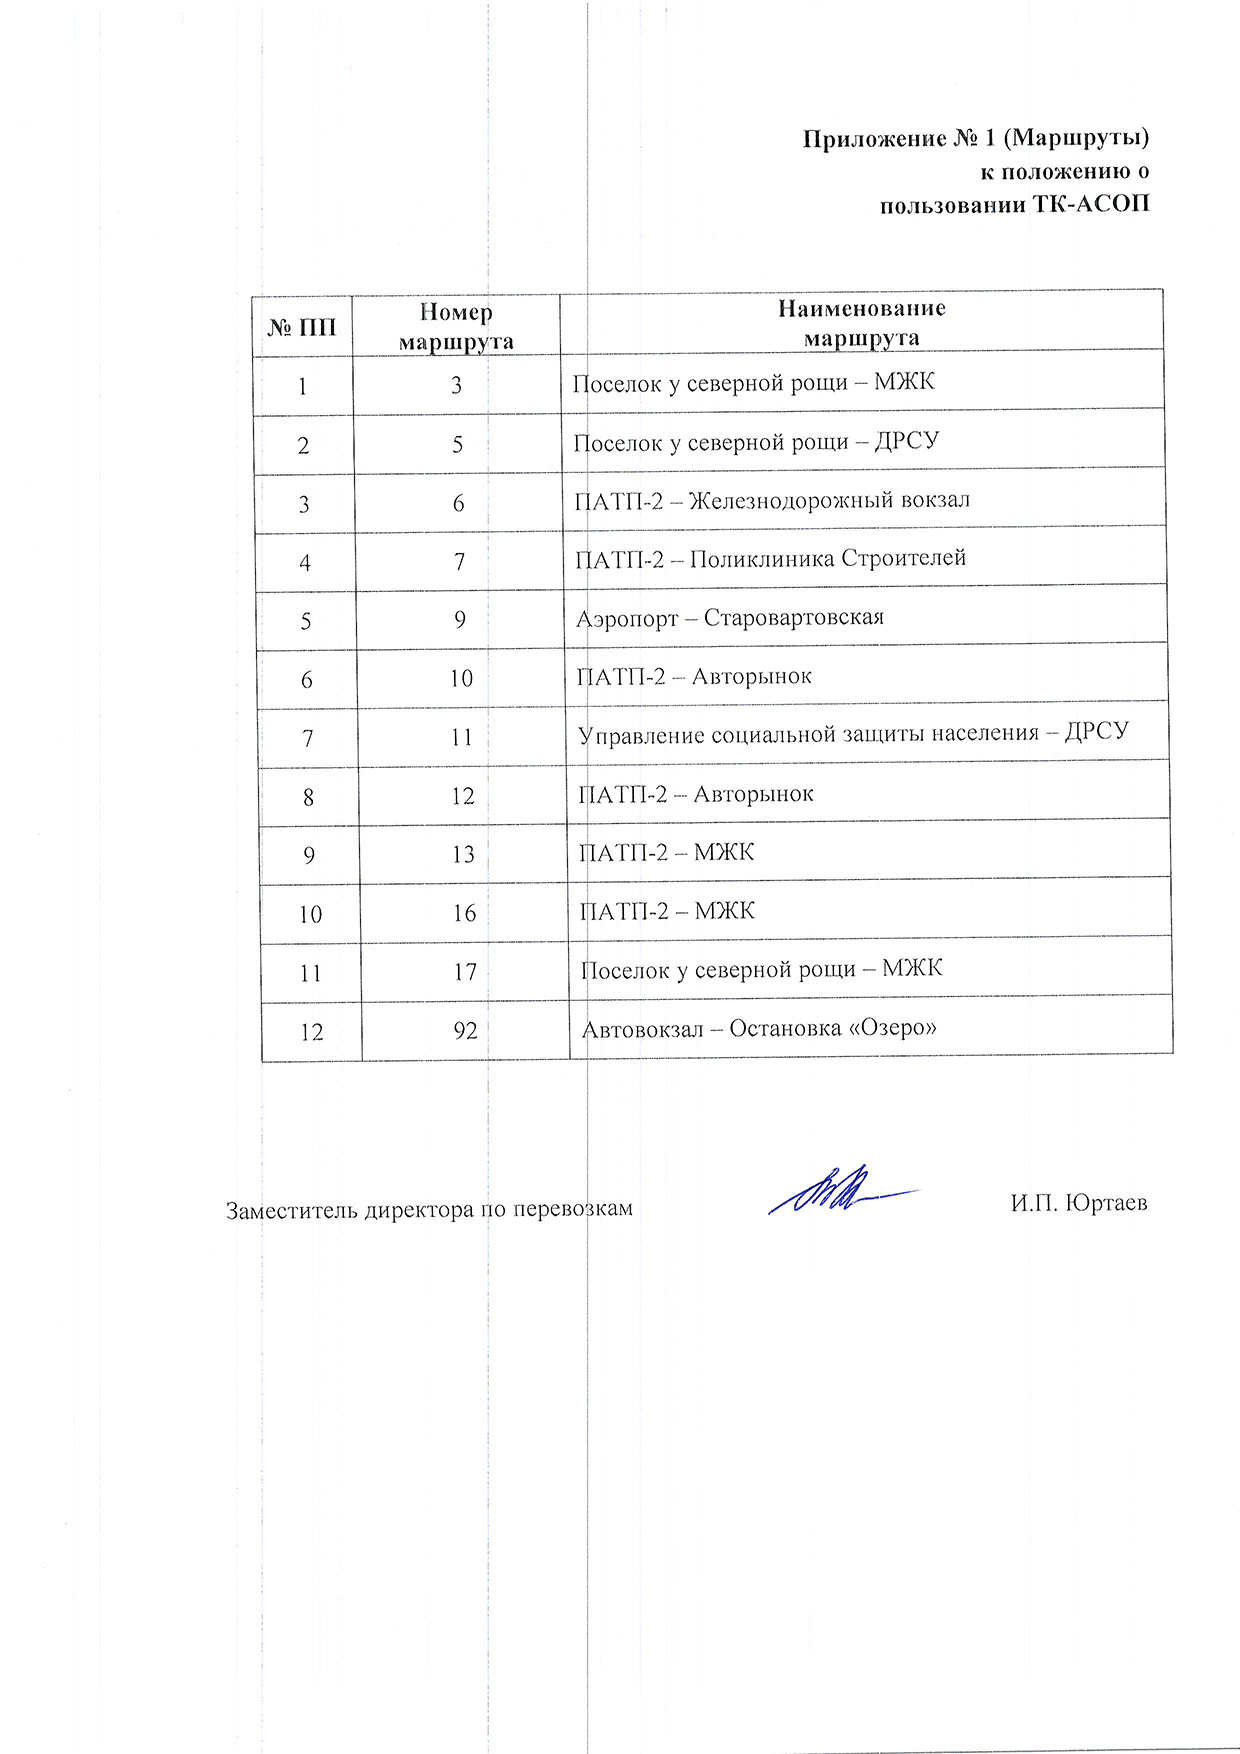 Приложение № 1 (Маршруты)
к положению о
пользовании ТК-АСОП
№ ПП Номер маршрута Наименование маршрута
1 3 Поселок у северной рощи – МЖК
2 5 Поселок у северной рощи – ДРСУ
3 6 ПАТП-2 – Железнодорожный вокзал
4 7 ПАТП-2 – Поликлиника Строителей
5 9 Аэропорт – Старовартовская
6 10 ПАТП-2 – Авторынок
7 11 Управление социальной защиты населения – ДРСУ
8 12 ПАТП-2 – Авторынок
9 13 ПАТП-2 – МЖК
10 16 ПАТП-2 – МЖК
11 17 Поселок у северной рощи – МЖК
12 92 Автовокзал – Остановка «Озеро»
Заместитель директора по перевозкам И.П. Юртаев